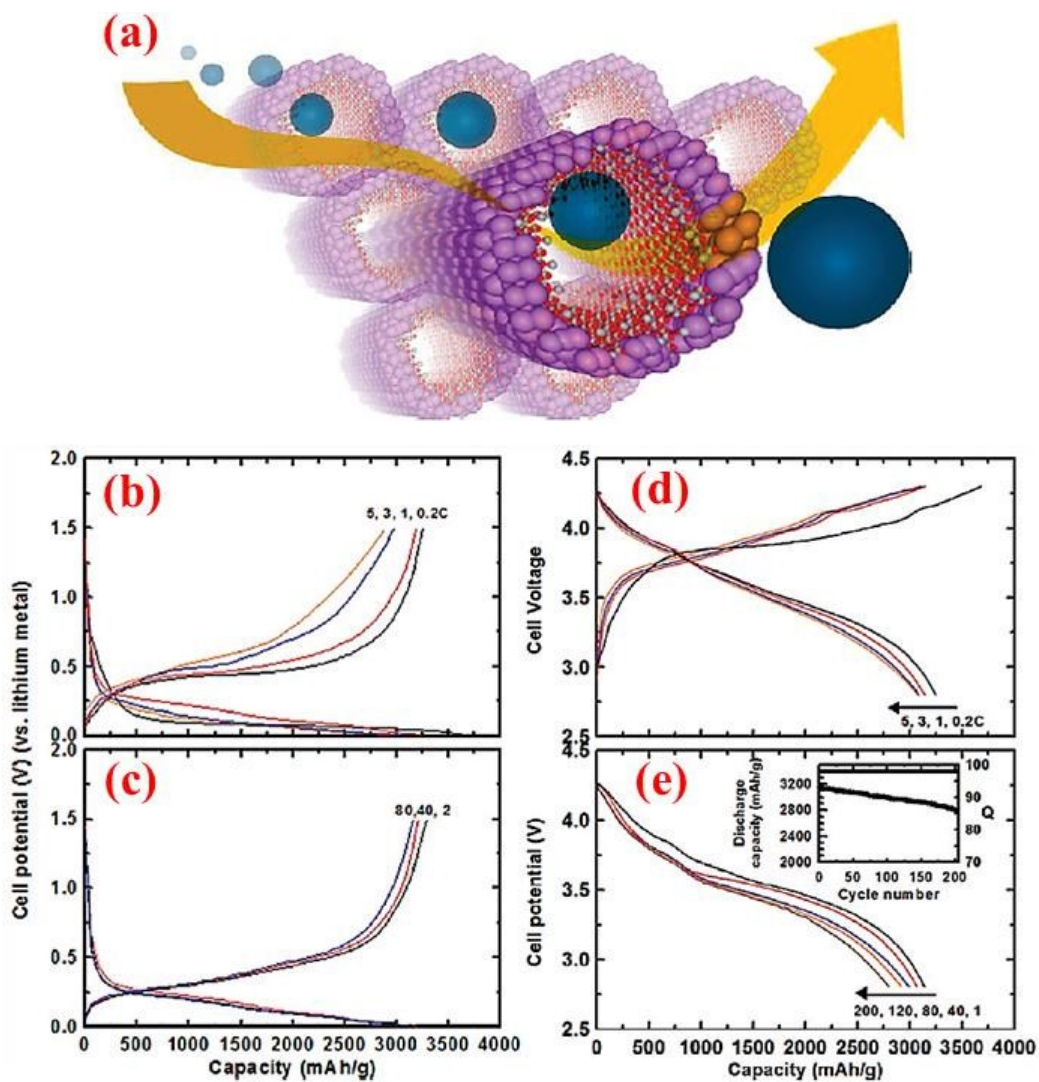 (a)
2.0
(b)
1.5
5, 3, 1, 0.2C
1.0
0.5
0.0
2.0
(c)
1.5
80,40, 2
1.0
0.5
0.0
0 500 1000 1500 2000 2500 3000 3500 4000
Capacity (mAh/g)
Cell potential (V) (vs. lithium metal)
4.5
(d)
4.0
3.5
3.0
5, 3, 1, 0.2C
2.5
Cell Voltage
4.5
(e)
4.0
3.5
3.0
200, 120, 80, 40, 1
2.5
0 500 1000 1500 2000 2500 3000 3500 4000
Capacity (mAh/g)
Cell potential (V)
Discharge
capacity (mAh/g)
3200
2800
2400
2000
100
90
80
70
Q
0 50 100 150 200
Cycle number